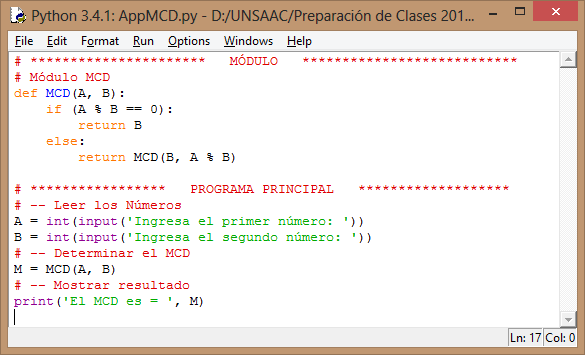 Python 3.4.1: AppMCD.py - D:/UNSAAC/Preparación de Clases 201...
File Edit Format Run Options Windows Help
# ********************** MÓDULO ***************************
# Módulo MCD
def MCD(A, B):
    if (A % B == 0):
        return B
    else:
        return MCD(B, A % B)
# ***************** PROGRAMA PRINCIPAL *******************
# -- Leer los Números
A = int(input('Ingresa el primer número: '))
B = int(input('Ingresa el segundo número: '))
# -- Determinar el MCD
M = MCD(A, B)
# -- Mostrar resultado
print('El MCD es = ', M)
Ln: 17 Col: 0